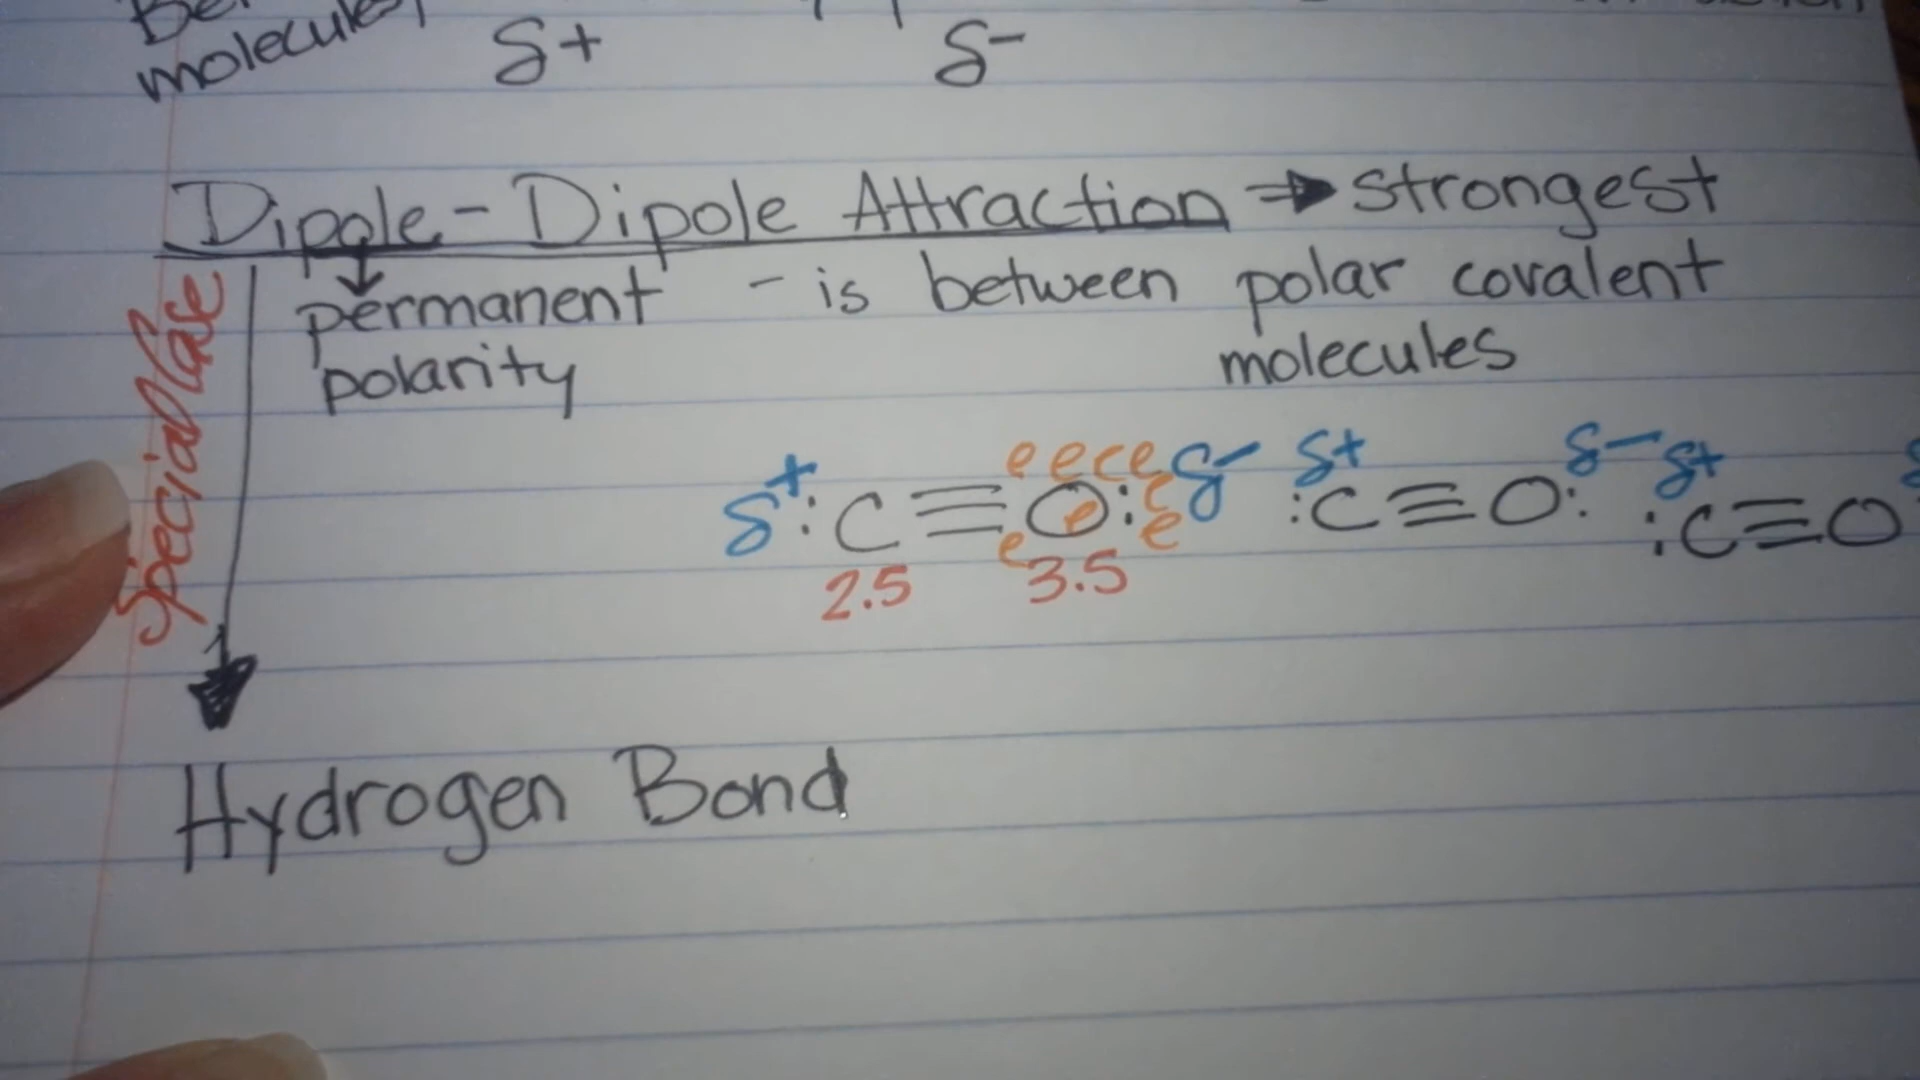 molecules
δ+ δ-
Dipole-Dipole Attraction → strongest
permanent - is between polar covalent
polarity molecules
Special Case
δ+ :C≡O: δ- δ+ :C≡O: δ- δ+ :C≡O
e e e e e e e e e
2.5 3.5
Hydrogen Bond